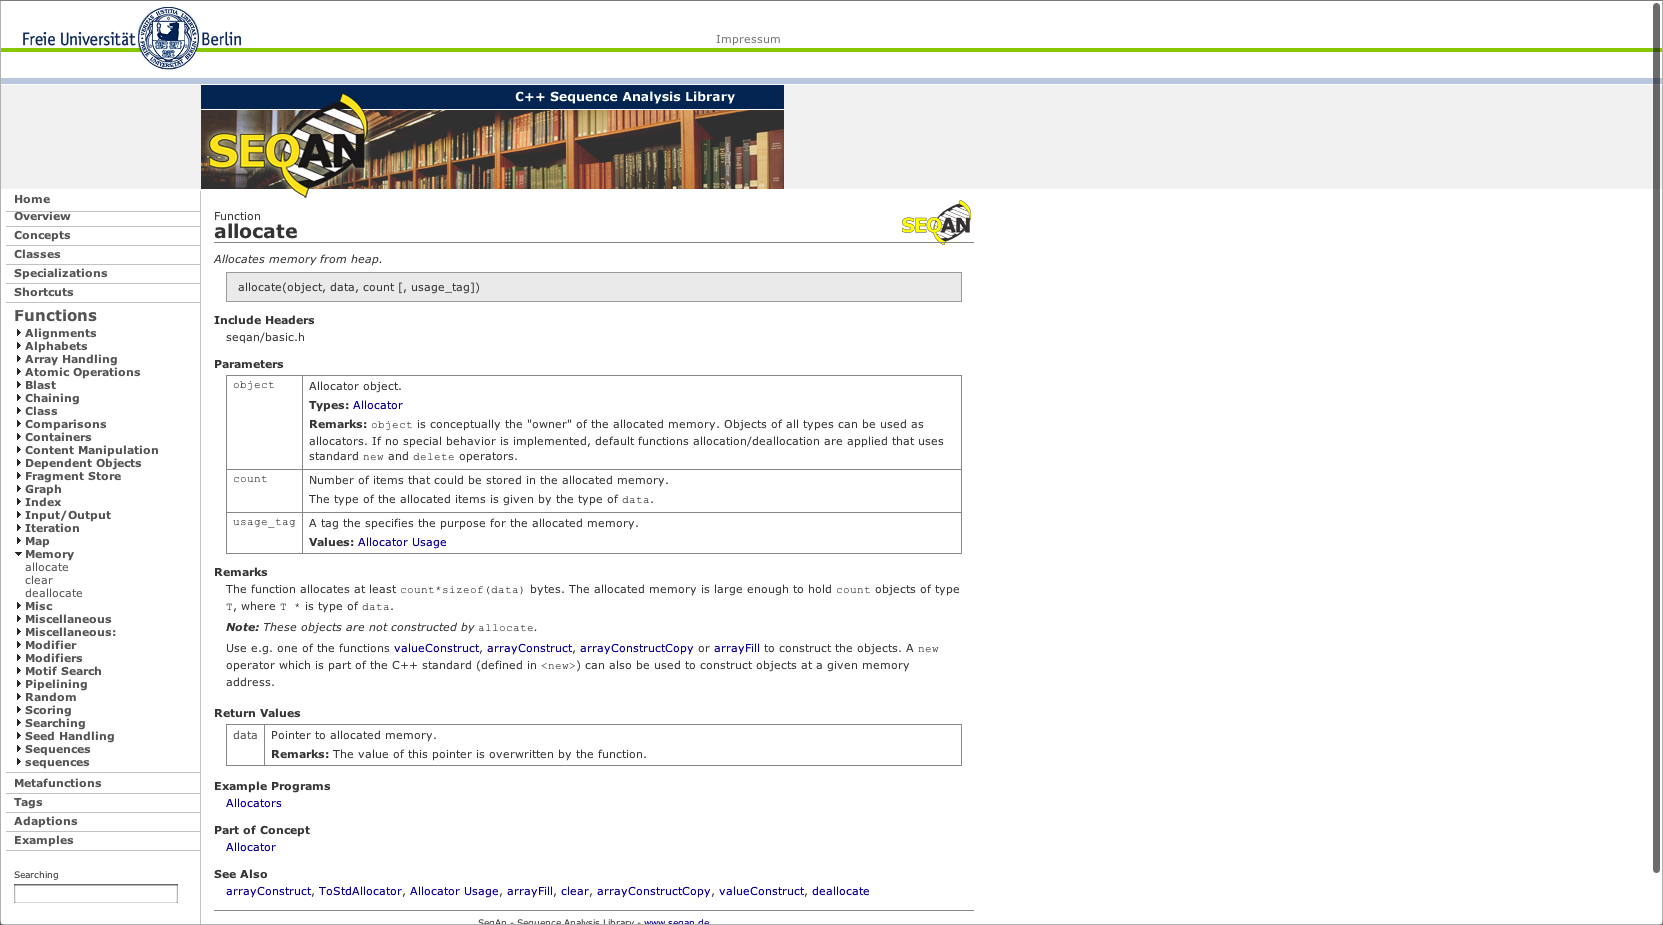 Freie Universität Berlin
Impressum
C++ Sequence Analysis Library
SEQAN
Home
Overview
Concepts
Classes
Specializations
Shortcuts
Functions
Alignments
Alphabets
Array Handling
Atomic Operations
Blast
Chaining
Class
Comparisons
Containers
Content Manipulation
Dependent Objects
Fragment Store
Graph
Index
Input/Output
Iteration
Map
Memory
allocate
clear
deallocate
Misc
Miscellaneous
Miscellaneous:
Modifier
Modifiers
Motif Search
Pipelining
Random
Scoring
Searching
Seed Handling
Sequences
sequences
Metafunctions
Tags
Adaptions
Examples
Searching
Function
allocate
SEQAN
Allocates memory from heap.
allocate(object, data, count [, usage_tag])
Include Headers
seqan/basic.h
Parameters
object
Allocator object.
Types: Allocator
Remarks: object is conceptually the "owner" of the allocated memory. Objects of all types can be used as
allocators. If no special behavior is implemented, default functions allocation/deallocation are applied that uses
standard new and delete operators.
count
Number of items that could be stored in the allocated memory.
The type of the allocated items is given by the type of data.
usage_tag
A tag the specifies the purpose for the allocated memory.
Values: Allocator Usage
Remarks
The function allocates at least count*sizeof(data) bytes. The allocated memory is large enough to hold count objects of type
T, where T * is type of data.
Note: These objects are not constructed by allocate.
Use e.g. one of the functions valueConstruct, arrayConstruct, arrayConstructCopy or arrayFill to construct the objects. A new
operator which is part of the C++ standard (defined in <new>) can also be used to construct objects at a given memory
address.
Return Values
data
Pointer to allocated memory.
Remarks: The value of this pointer is overwritten by the function.
Example Programs
Allocators
Part of Concept
Allocator
See Also
arrayConstruct, ToStdAllocator, Allocator Usage, arrayFill, clear, arrayConstructCopy, valueConstruct, deallocate
SeqAn - Sequence Analysis Library - www.seqan.de